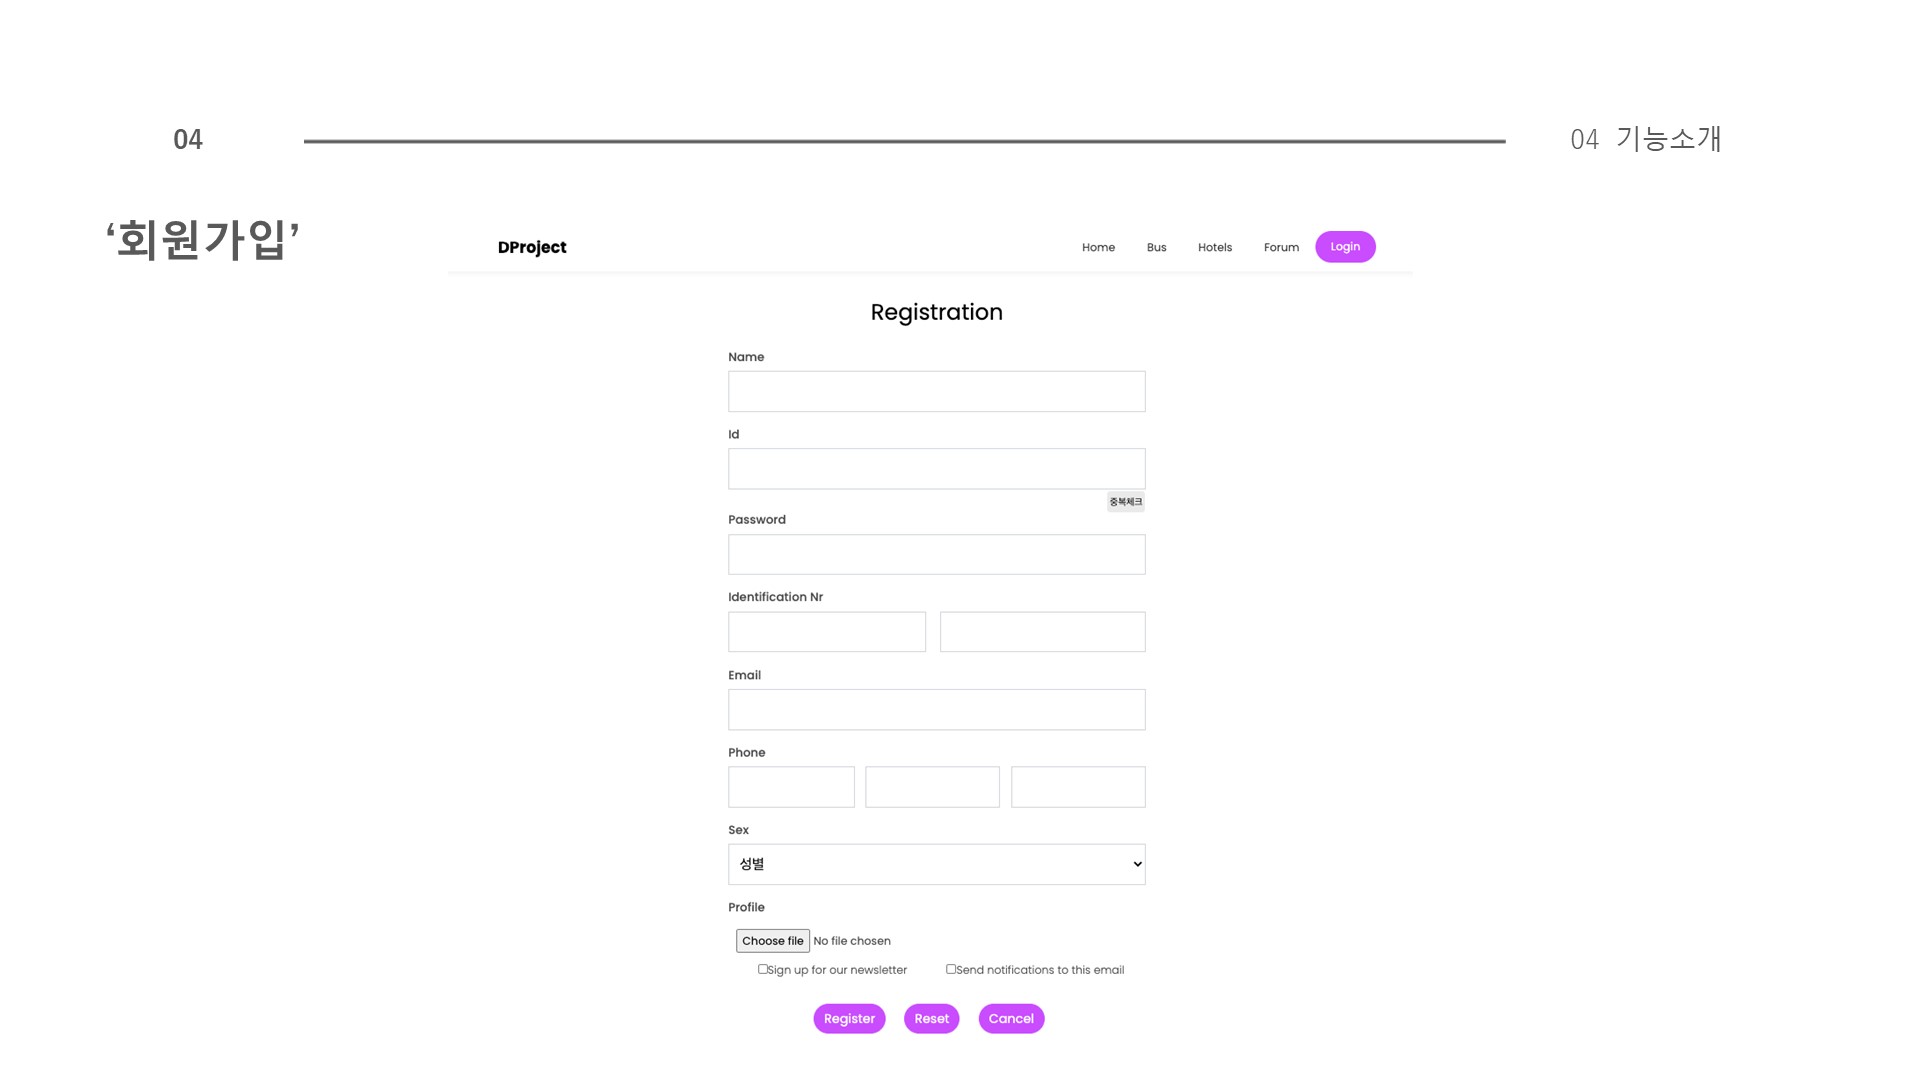 04
04 기능소개
‘회원가입’
DProject
Home Bus Hotels Forum Login
Registration
Name
Id
중복체크
Password
Identification Nr
Email
Phone
Sex
성별
Profile
Choose file No file chosen
Sign up for our newsletter Send notifications to this email
Register Reset Cancel